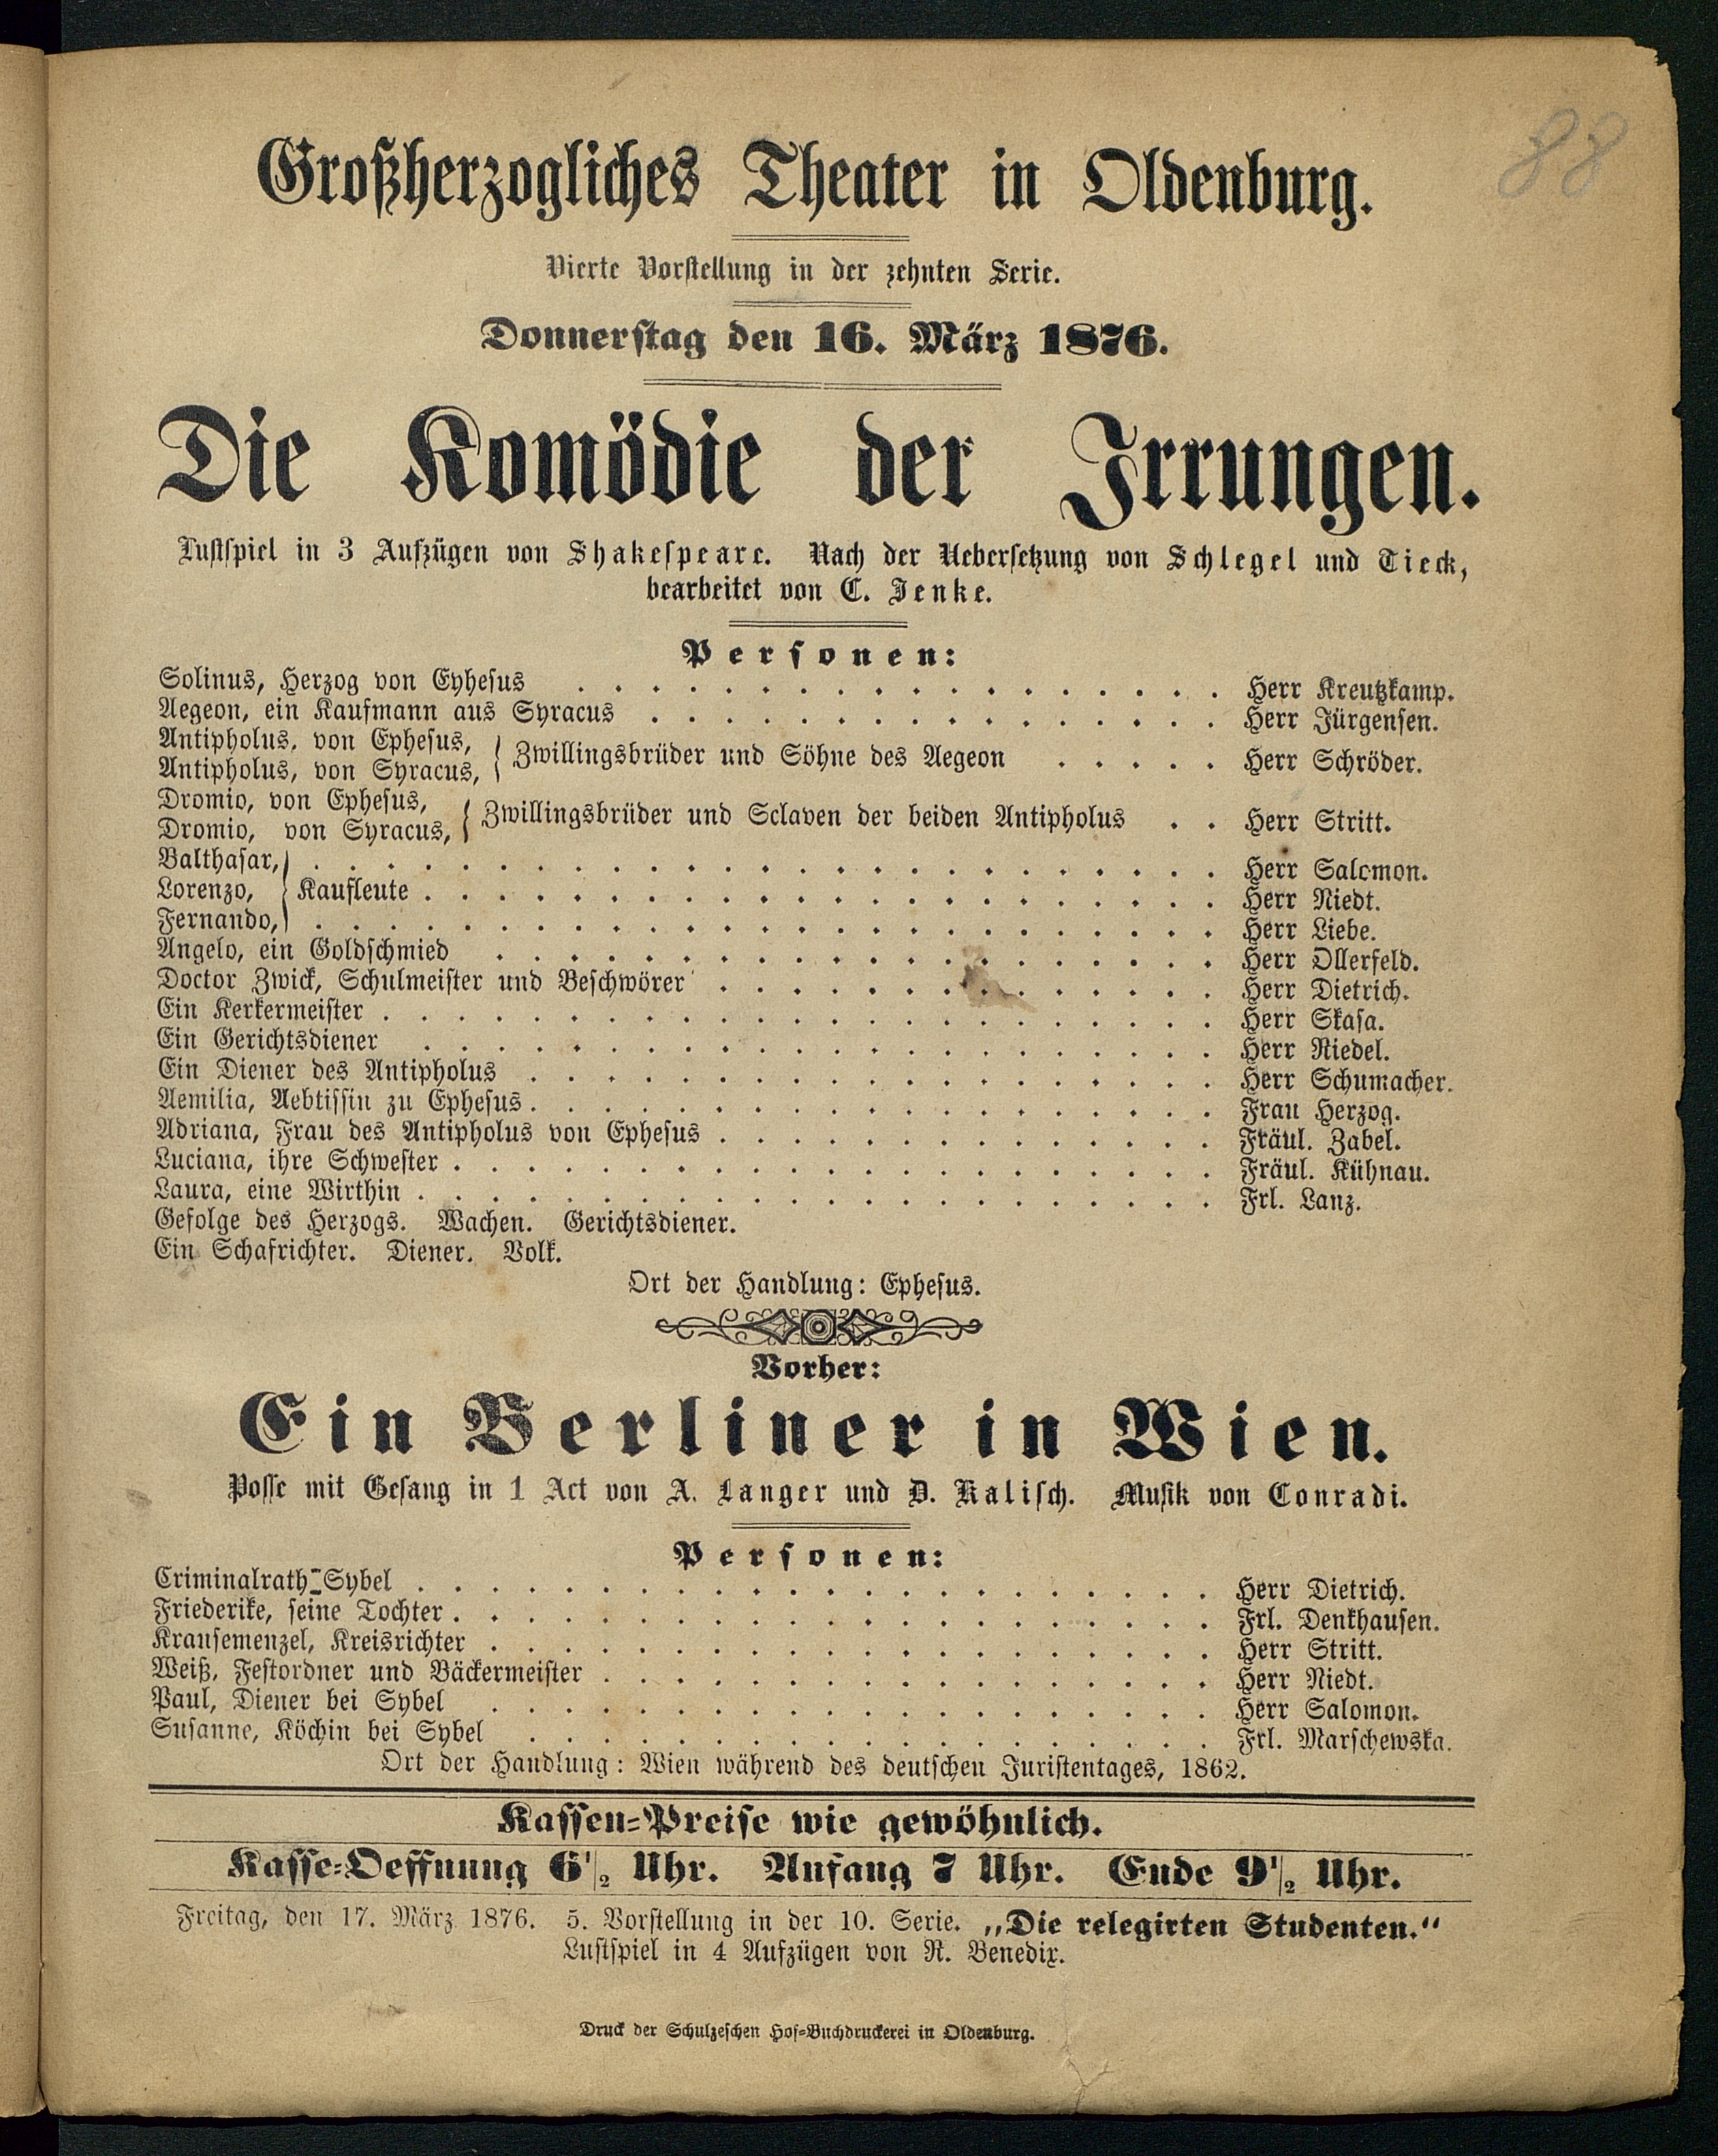 88
Großherzogliches Theater in Oldenburg.
Vierte Vorstellung in der zehnten Serie.
Donnerstag den 16. März 1876.
Die Komödie der Irrungen.
Lustspiel in 3 Aufzügen von Shakespeare. Nach der Uebersetzung von Schlegel und Tieck,
bearbeitet von C. Jenke.
Personen:
Solinus, Herzog von Ephesus . . . . . . . . . . . . . . . . . . Herr Kreutzkamp.
Aegeon, ein Kaufmann aus Syracus . . . . . . . . . . . . . . . . Herr Jürgensen.
Antipholus, von Ephesus,
Antipholus, von Syracus, { Zwillingsbrüder und Söhne des Aegeon . . . . . Herr Schröder.
Dromio, von Ephesus,
Dromio, von Syracus, { Zwillingsbrüder und Sclaven der beiden Antipholus . . Herr Stritt.
Balthasar, . . . . . . . . . . . . . . . . . . . . . . . . . Herr Salomon.
Lorenzo, } Kaufleute . . . . . . . . . . . . . . . . . . . . . . Herr Niedt.
Fernando, . . . . . . . . . . . . . . . . . . . . . . . . . Herr Liebe.
Angelo, ein Goldschmied . . . . . . . . . . . . . . . . . . . . Herr Ollerfeld.
Doctor Zwick, Schulmeister und Beschwörer . . . . . . . . . . . . . . Herr Dietrich.
Ein Kerkermeister . . . . . . . . . . . . . . . . . . . . . . . Herr Skasa.
Ein Gerichtsdiener . . . . . . . . . . . . . . . . . . . . . . Herr Riedel.
Ein Diener des Antipholus . . . . . . . . . . . . . . . . . . . Herr Schumacher.
Aemilia, Aebtissin zu Ephesus . . . . . . . . . . . . . . . . . . . Frau Herzog.
Adriana, Frau des Antipholus von Ephesus . . . . . . . . . . . . . . Fräul. Zabel.
Luciana, ihre Schwester . . . . . . . . . . . . . . . . . . . . . Fräul. Kühnau.
Laura, eine Wirthin . . . . . . . . . . . . . . . . . . . . . . Frl. Lanz.
Gefolge des Herzogs. Wachen. Gerichtsdiener.
Ein Schafrichter. Diener. Volk.
Ort der Handlung: Ephesus.
Vorher:
Ein Berliner in Wien.
Posse mit Gesang in 1 Act von A. Langer und D. Kalisch. Musik von Conradi.
Personen:
Criminalrath Sybel . . . . . . . . . . . . . . . . . . . . . . Herr Dietrich.
Friederike, seine Tochter . . . . . . . . . . . . . . . . . . . . . Frl. Denkhausen.
Krausemenzel, Kreisrichter . . . . . . . . . . . . . . . . . . . . Herr Stritt.
Weiß, Festordner und Bäckermeister . . . . . . . . . . . . . . . . . Herr Niedt.
Paul, Diener bei Sybel . . . . . . . . . . . . . . . . . . . . Herr Salomon.
Susanne, Köchin bei Sybel . . . . . . . . . . . . . . . . . . . Frl. Marschewska.
Ort der Handlung: Wien während des deutschen Juristentages, 1862.
Kassen-Preise wie gewöhnlich.
Kasse-Oeffnung 6 1/2 Uhr. Anfang 7 Uhr. Ende 9 1/2 Uhr.
Freitag, den 17. März 1876. 5. Vorstellung in der 10. Serie. „Die relegirten Studenten.“
Lustspiel in 4 Aufzügen von R. Benedix.
Druck der Schulzeschen Hof-Buchdruckerei in Oldenburg.